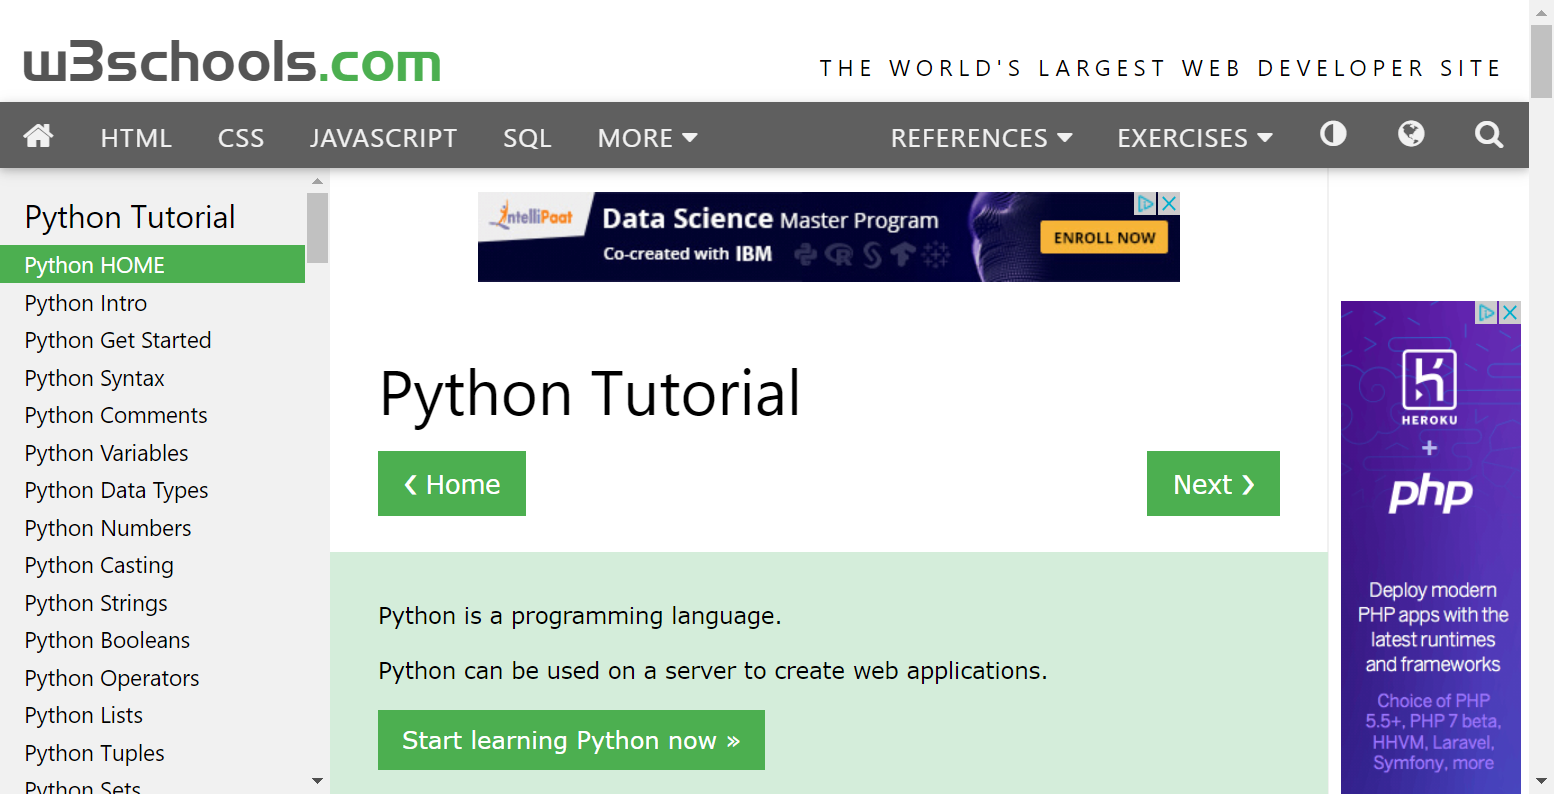 w3schools.com
THE WORLD'S LARGEST WEB DEVELOPER SITE
HTML CSS JAVASCRIPT SQL MORE REFERENCES EXERCISES
Python Tutorial
Python HOME
Python Intro
Python Get Started
Python Syntax
Python Comments
Python Variables
Python Data Types
Python Numbers
Python Casting
Python Strings
Python Booleans
Python Operators
Python Lists
Python Tuples
Python Sets
IntelliPaat
Data Science Master Program
Co-created with IBM
ENROLL NOW
Python Tutorial
❮ Home
Next ❯
Python is a programming language.
Python can be used on a server to create web applications.
Start learning Python now »
HEROKU
+
php
Deploy modern
PHP apps with the
latest runtimes
and frameworks
Choice of PHP
5.5+, PHP 7 beta,
HHVM, Laravel,
Symfony, more